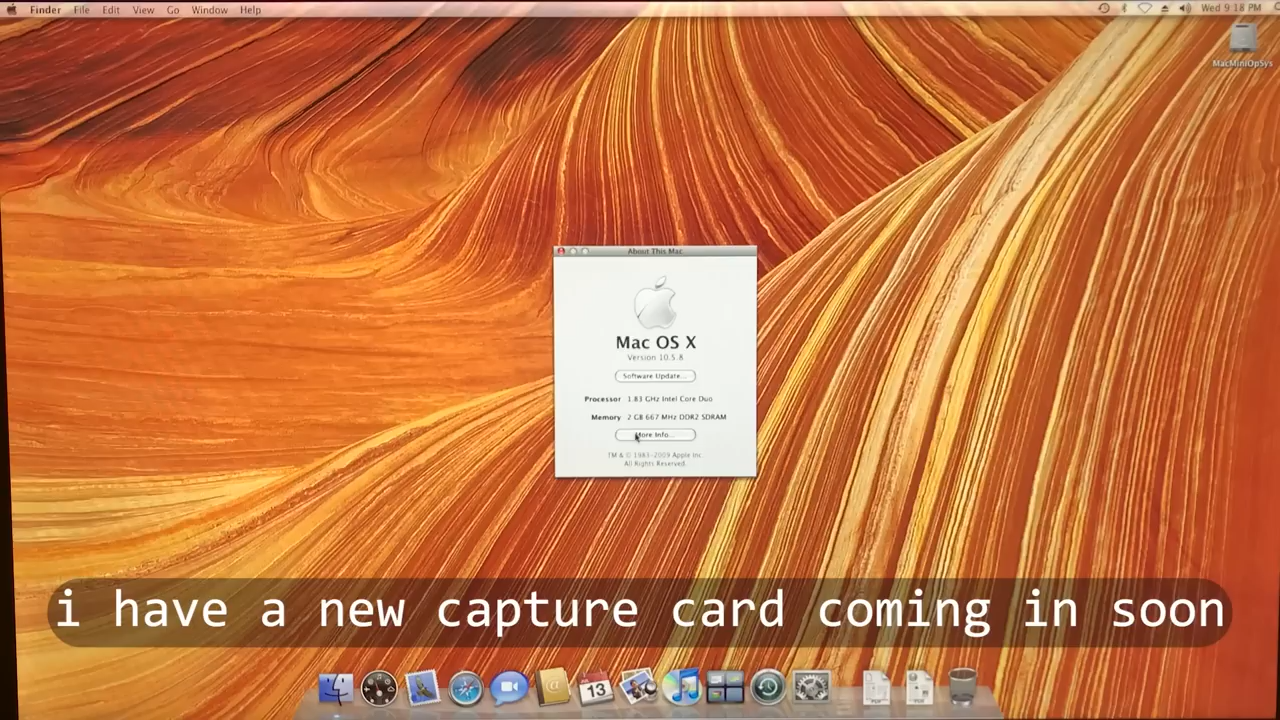 Finder File Edit View Go Window Help
Wed 9:18 PM
MacMiniOpSys
About This Mac
Mac OS X
Version 10.5.8
Software Update...
Processor 1.83 GHz Intel Core Duo
Memory 2 GB 667 MHz DDR2 SDRAM
More Info...
TM & © 1983-2009 Apple Inc.
All Rights Reserved.
i have a new capture card coming in soon
13